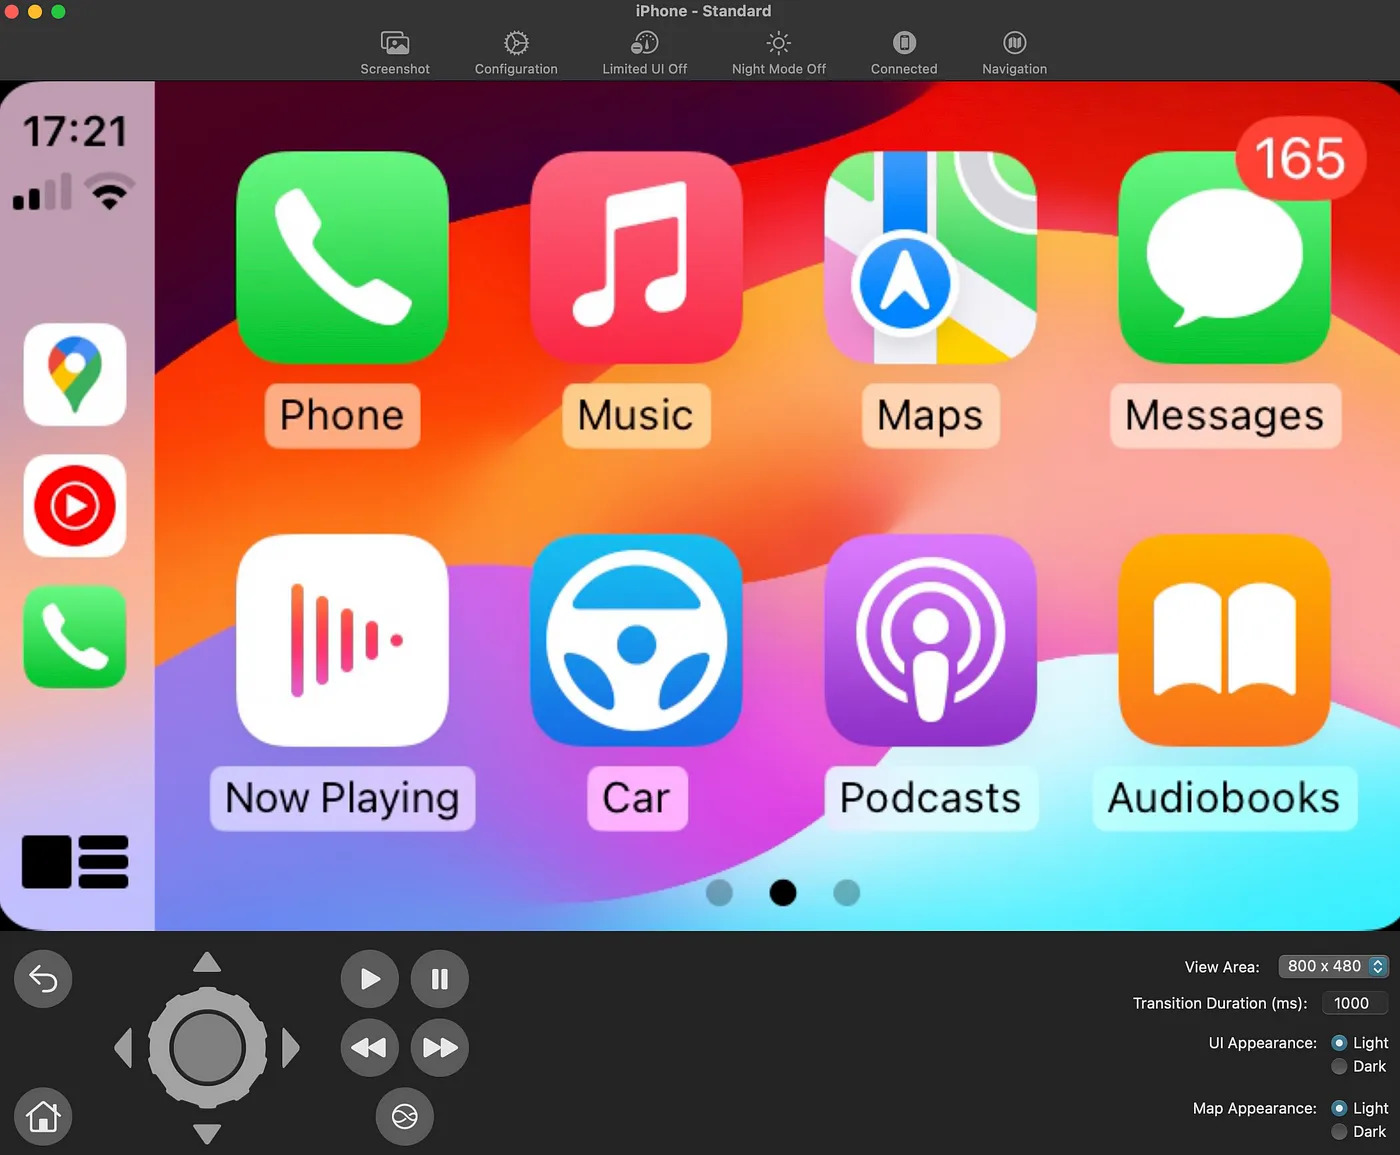 iPhone - Standard
Screenshot
Configuration
Limited UI Off
Night Mode Off
Connected
Navigation
17:21
165
Phone
Music
Maps
Messages
Now Playing
Car
Podcasts
Audiobooks
View Area: 800 x 480
Transition Duration (ms): 1000
UI Appearance: Light
Dark
Map Appearance: Light
Dark